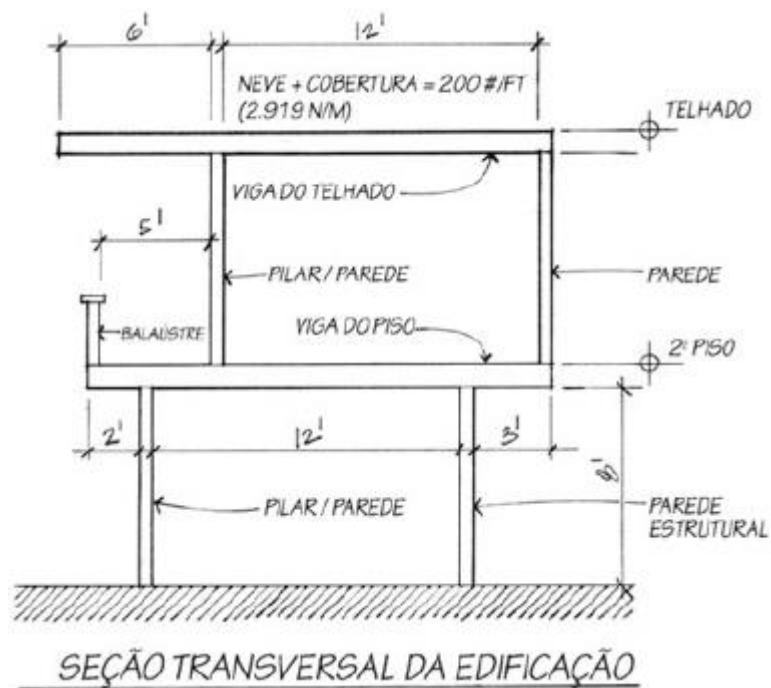 6' 12'
NEVE + COBERTURA = 200 #/FT
(2.919 N/M)
TELHADO
VIGA DO TELHADO
5'
PILAR / PAREDE
PAREDE
BALAÚSTRE
VIGA DO PISO
2º PISO
2' 12' 3'
8'
PILAR / PAREDE
PAREDE
ESTRUTURAL
SEÇÃO TRANSVERSAL DA EDIFICAÇÃO